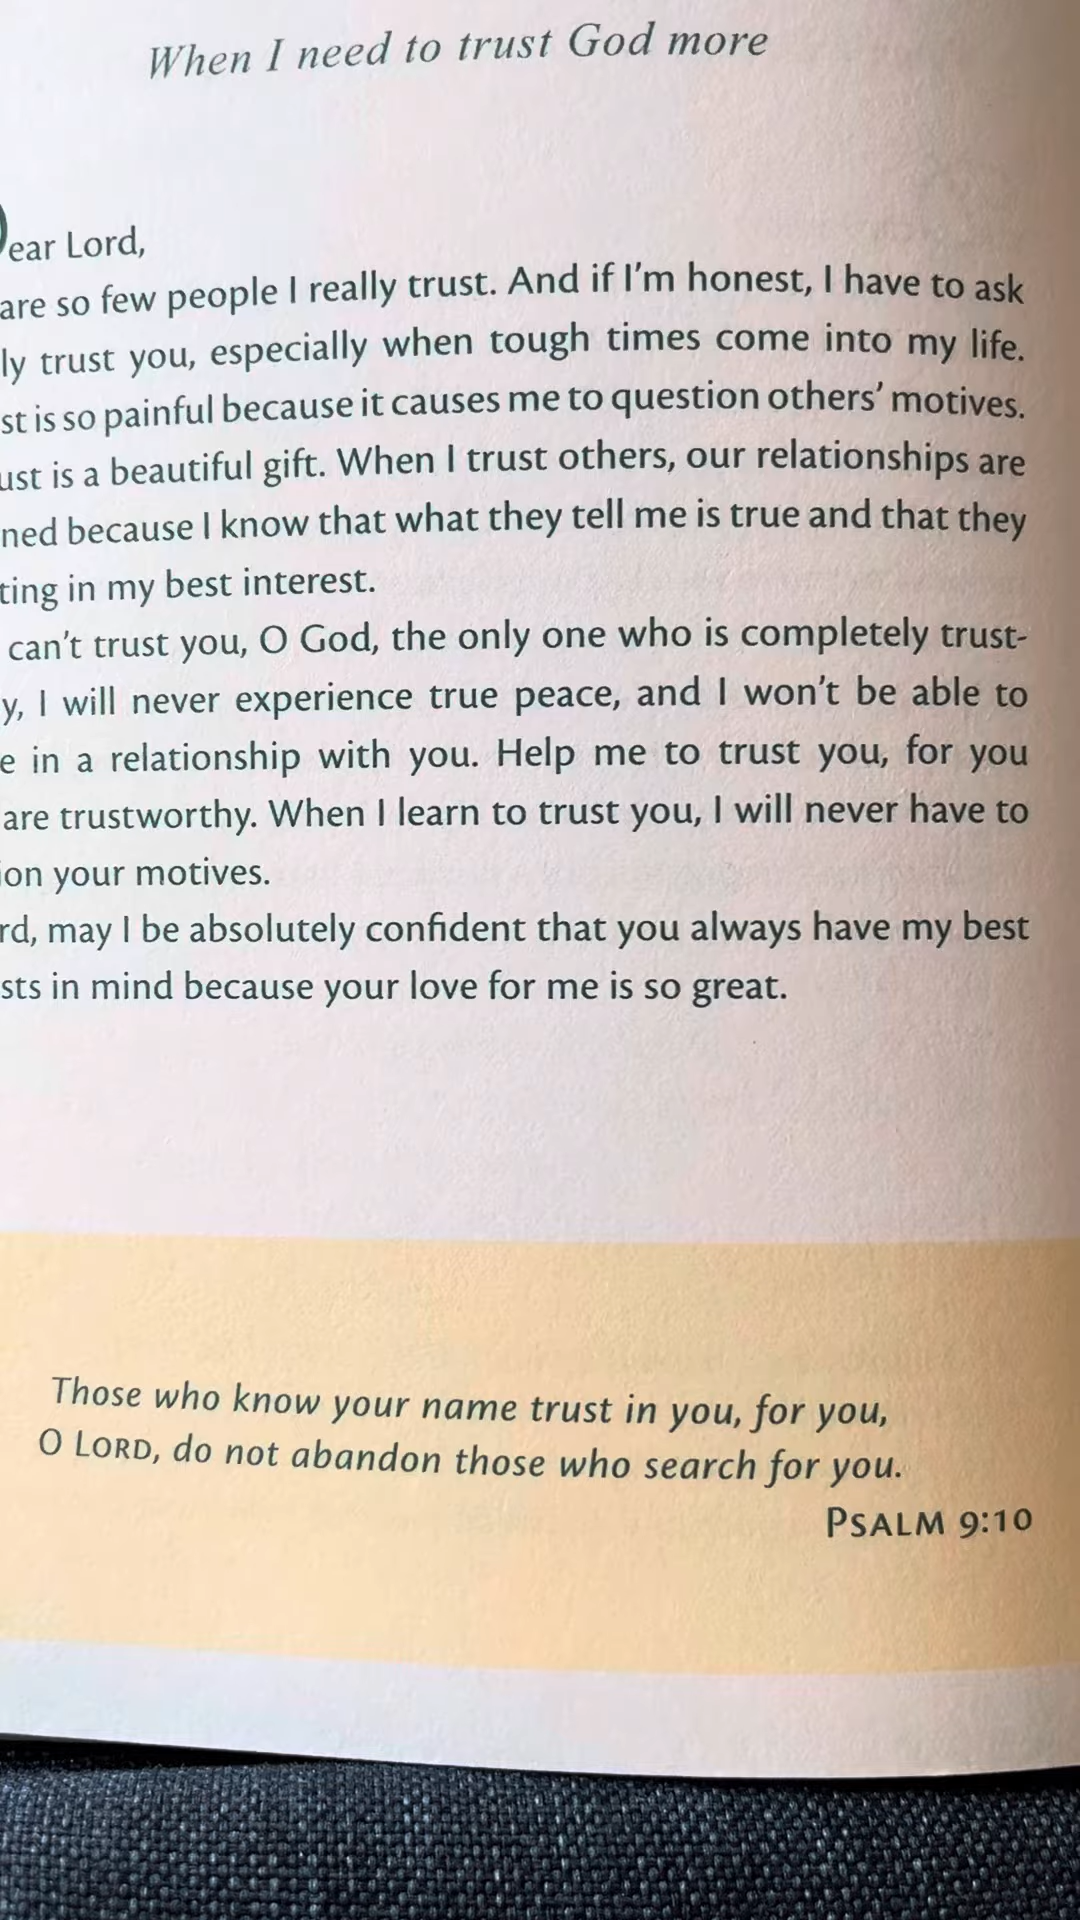 When I need to trust God more
ear Lord,
are so few people I really trust. And if I'm honest, I have to ask
ly trust you, especially when tough times come into my life.
st is so painful because it causes me to question others' motives.
ust is a beautiful gift. When I trust others, our relationships are
ned because I know that what they tell me is true and that they
ting in my best interest.
can't trust you, O God, the only one who is completely trust-
y, I will never experience true peace, and I won't be able to
e in a relationship with you. Help me to trust you, for you
are trustworthy. When I learn to trust you, I will never have to
ion your motives.
rd, may I be absolutely confident that you always have my best
sts in mind because your love for me is so great.
Those who know your name trust in you, for you,
O LORD, do not abandon those who search for you.
PSALM 9:10